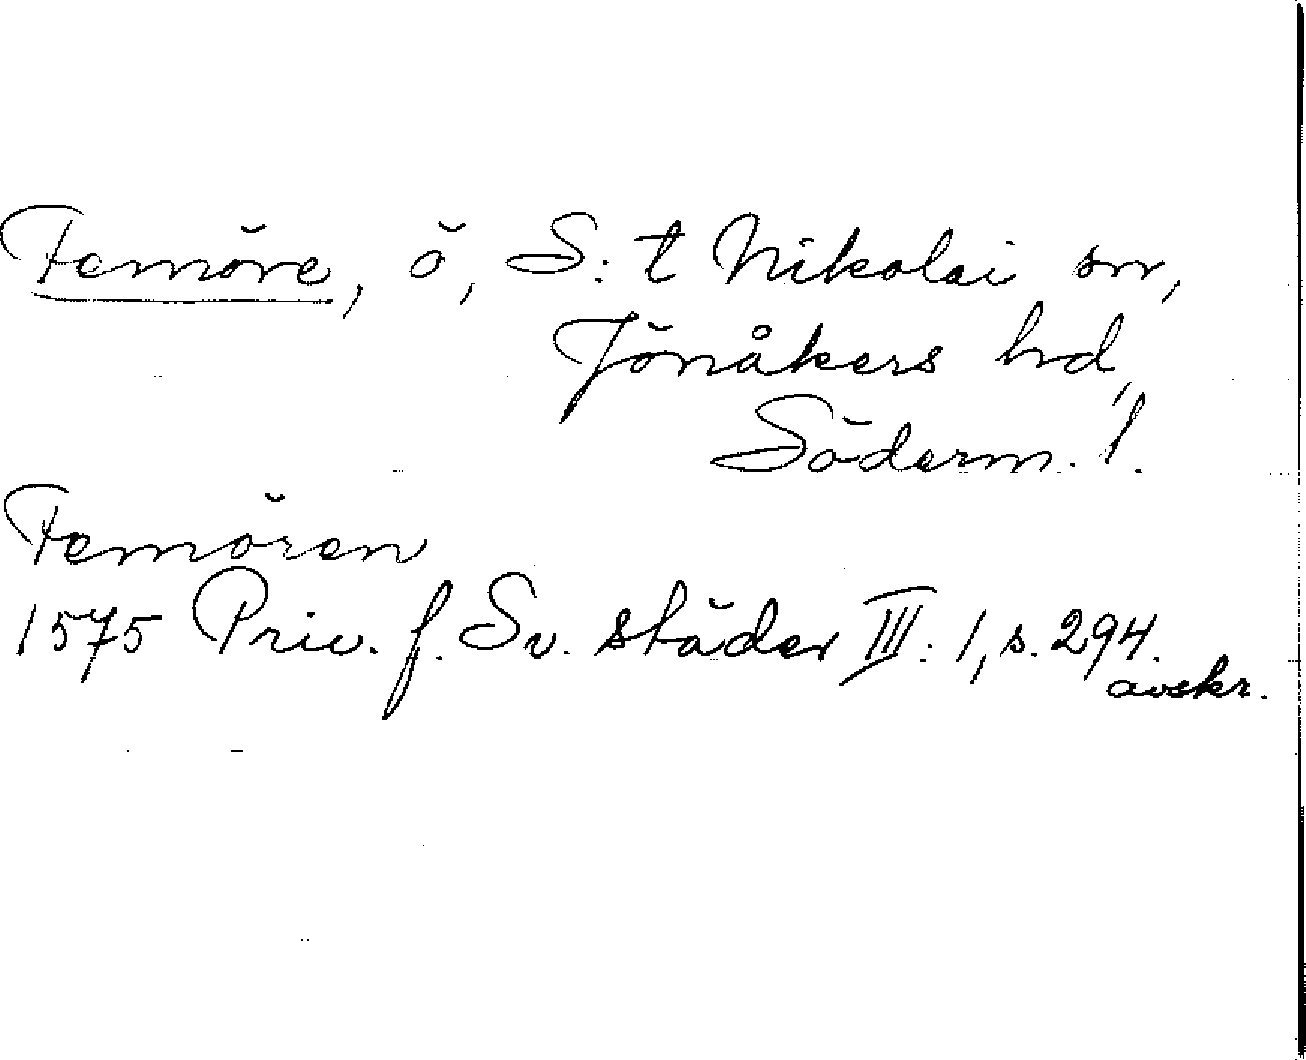 Femöre, ö, S:t Nikolai sn,
Jönåkers hd,
Söderm. l.
Femören
1575 Priv. f. Sv. städer III: 1, s. 294.
avskr.